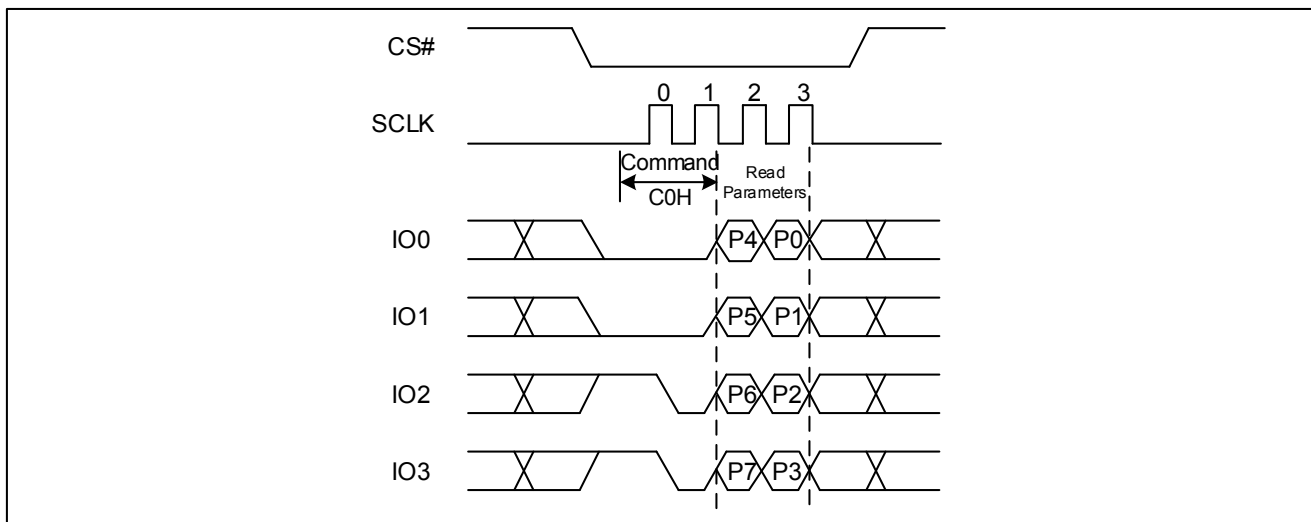 CS#
0 1 2 3
SCLK
Command
Read
Parameters
C0H
IO0 P4 P0
IO1 P5 P1
IO2 P6 P2
IO3 P7 P3